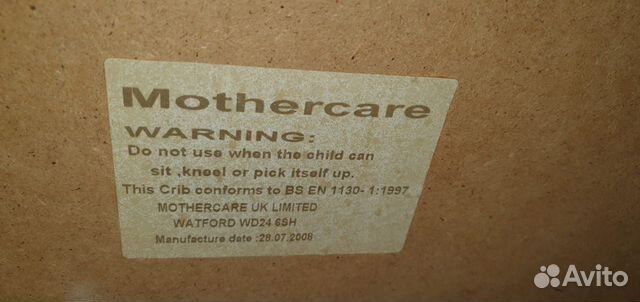 Mothercare
WARNING:
Do not use when the child can
sit ,kneel or pick itself up.
This Crib conforms to BS EN 1130- 1:1997
MOTHERCARE UK LIMITED
WATFORD WD24 6SH
Manufacture date :28.07.2008
Avito